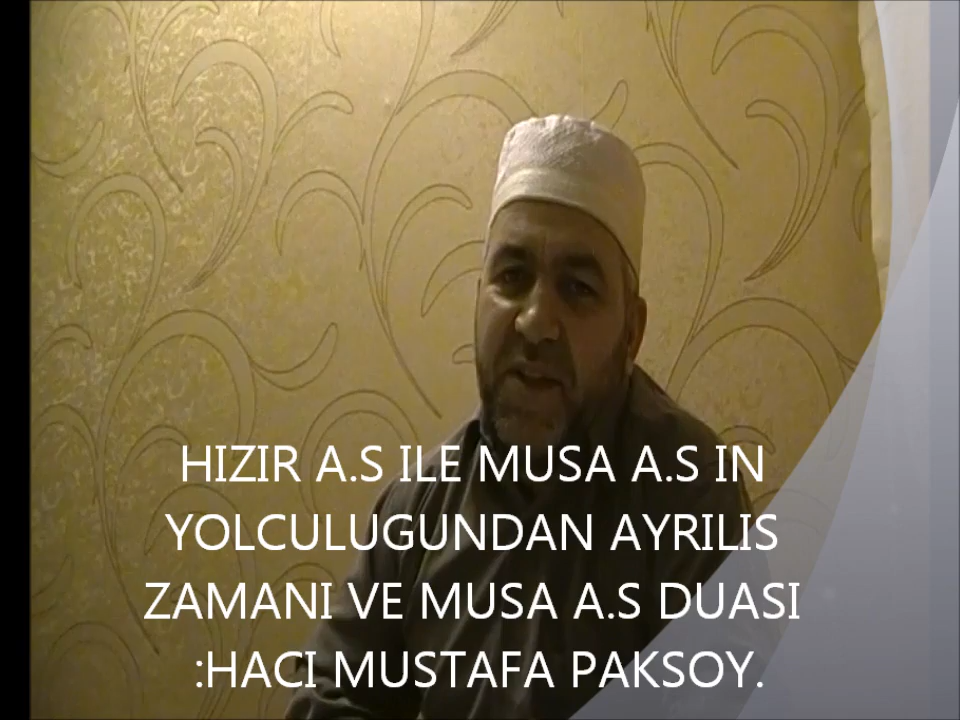 HIZIR A.S ILE MUSA A.S IN
YOLCULUGUNDAN AYRILIS
ZAMANI VE MUSA A.S DUASI
:HACI MUSTAFA PAKSOY.